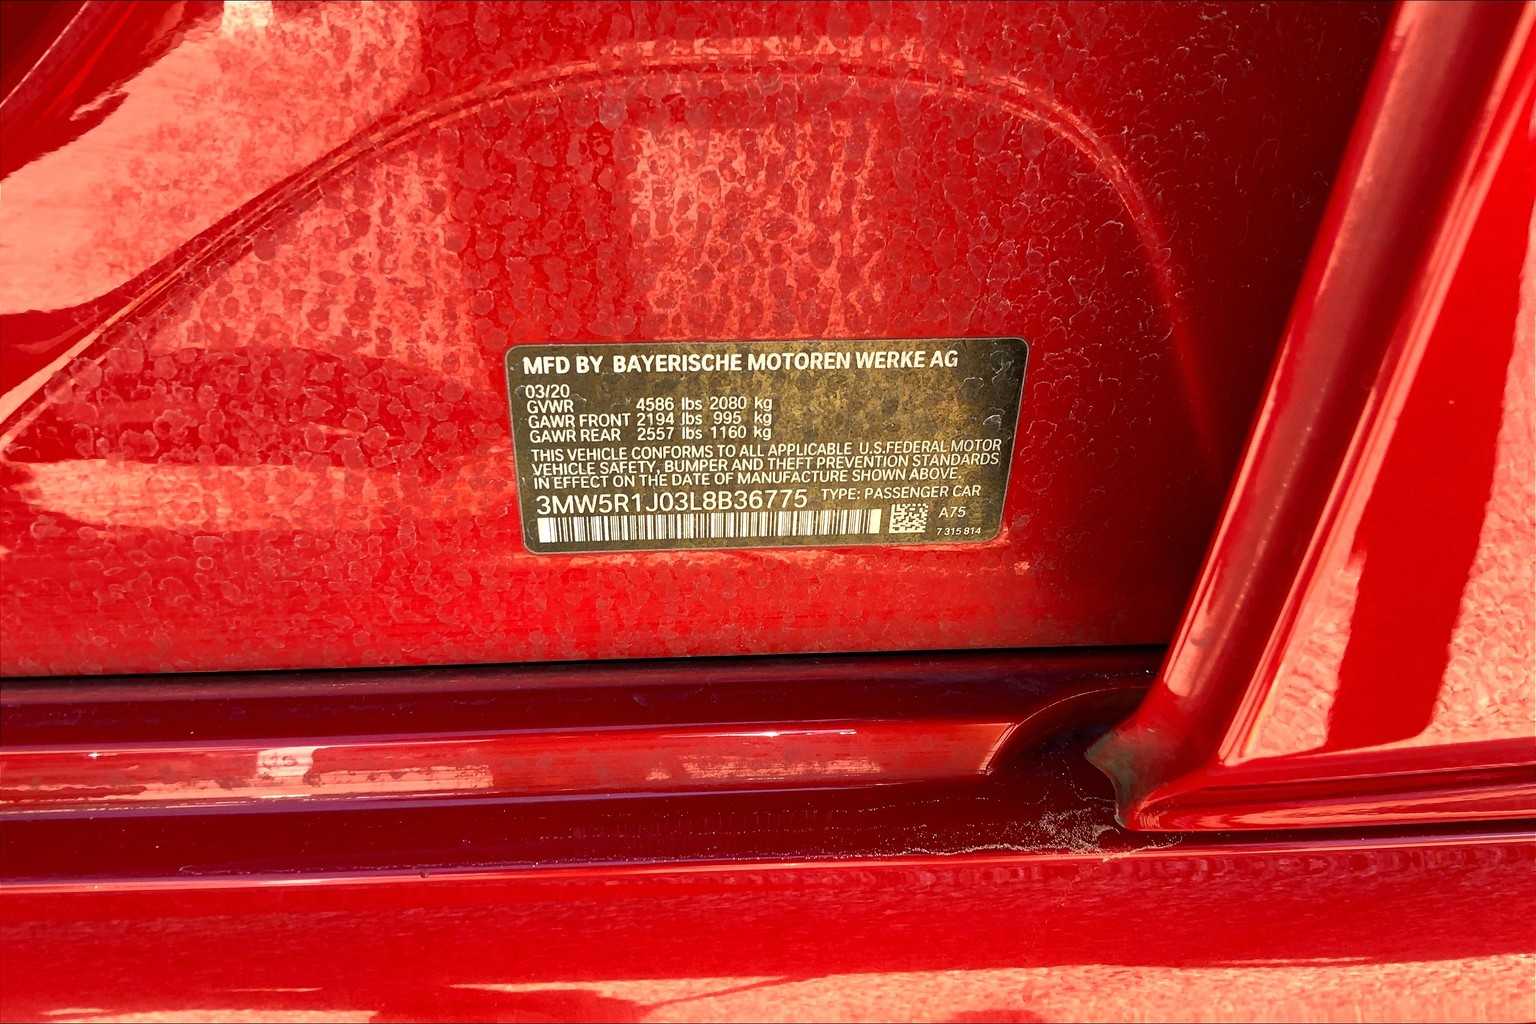 MFD BY BAYERISCHE MOTOREN WERKE AG
03/20
GVWR 4586 lbs 2080 kg
GAWR FRONT 2194 lbs 995 kg
GAWR REAR 2557 lbs 1160 kg
THIS VEHICLE CONFORMS TO ALL APPLICABLE U.S.FEDERAL MOTOR
VEHICLE SAFETY, BUMPER AND THEFT PREVENTION STANDARDS
IN EFFECT ON THE DATE OF MANUFACTURE SHOWN ABOVE.
3MW5R1J03L8B36775 TYPE: PASSENGER CAR
A75
7 315 814